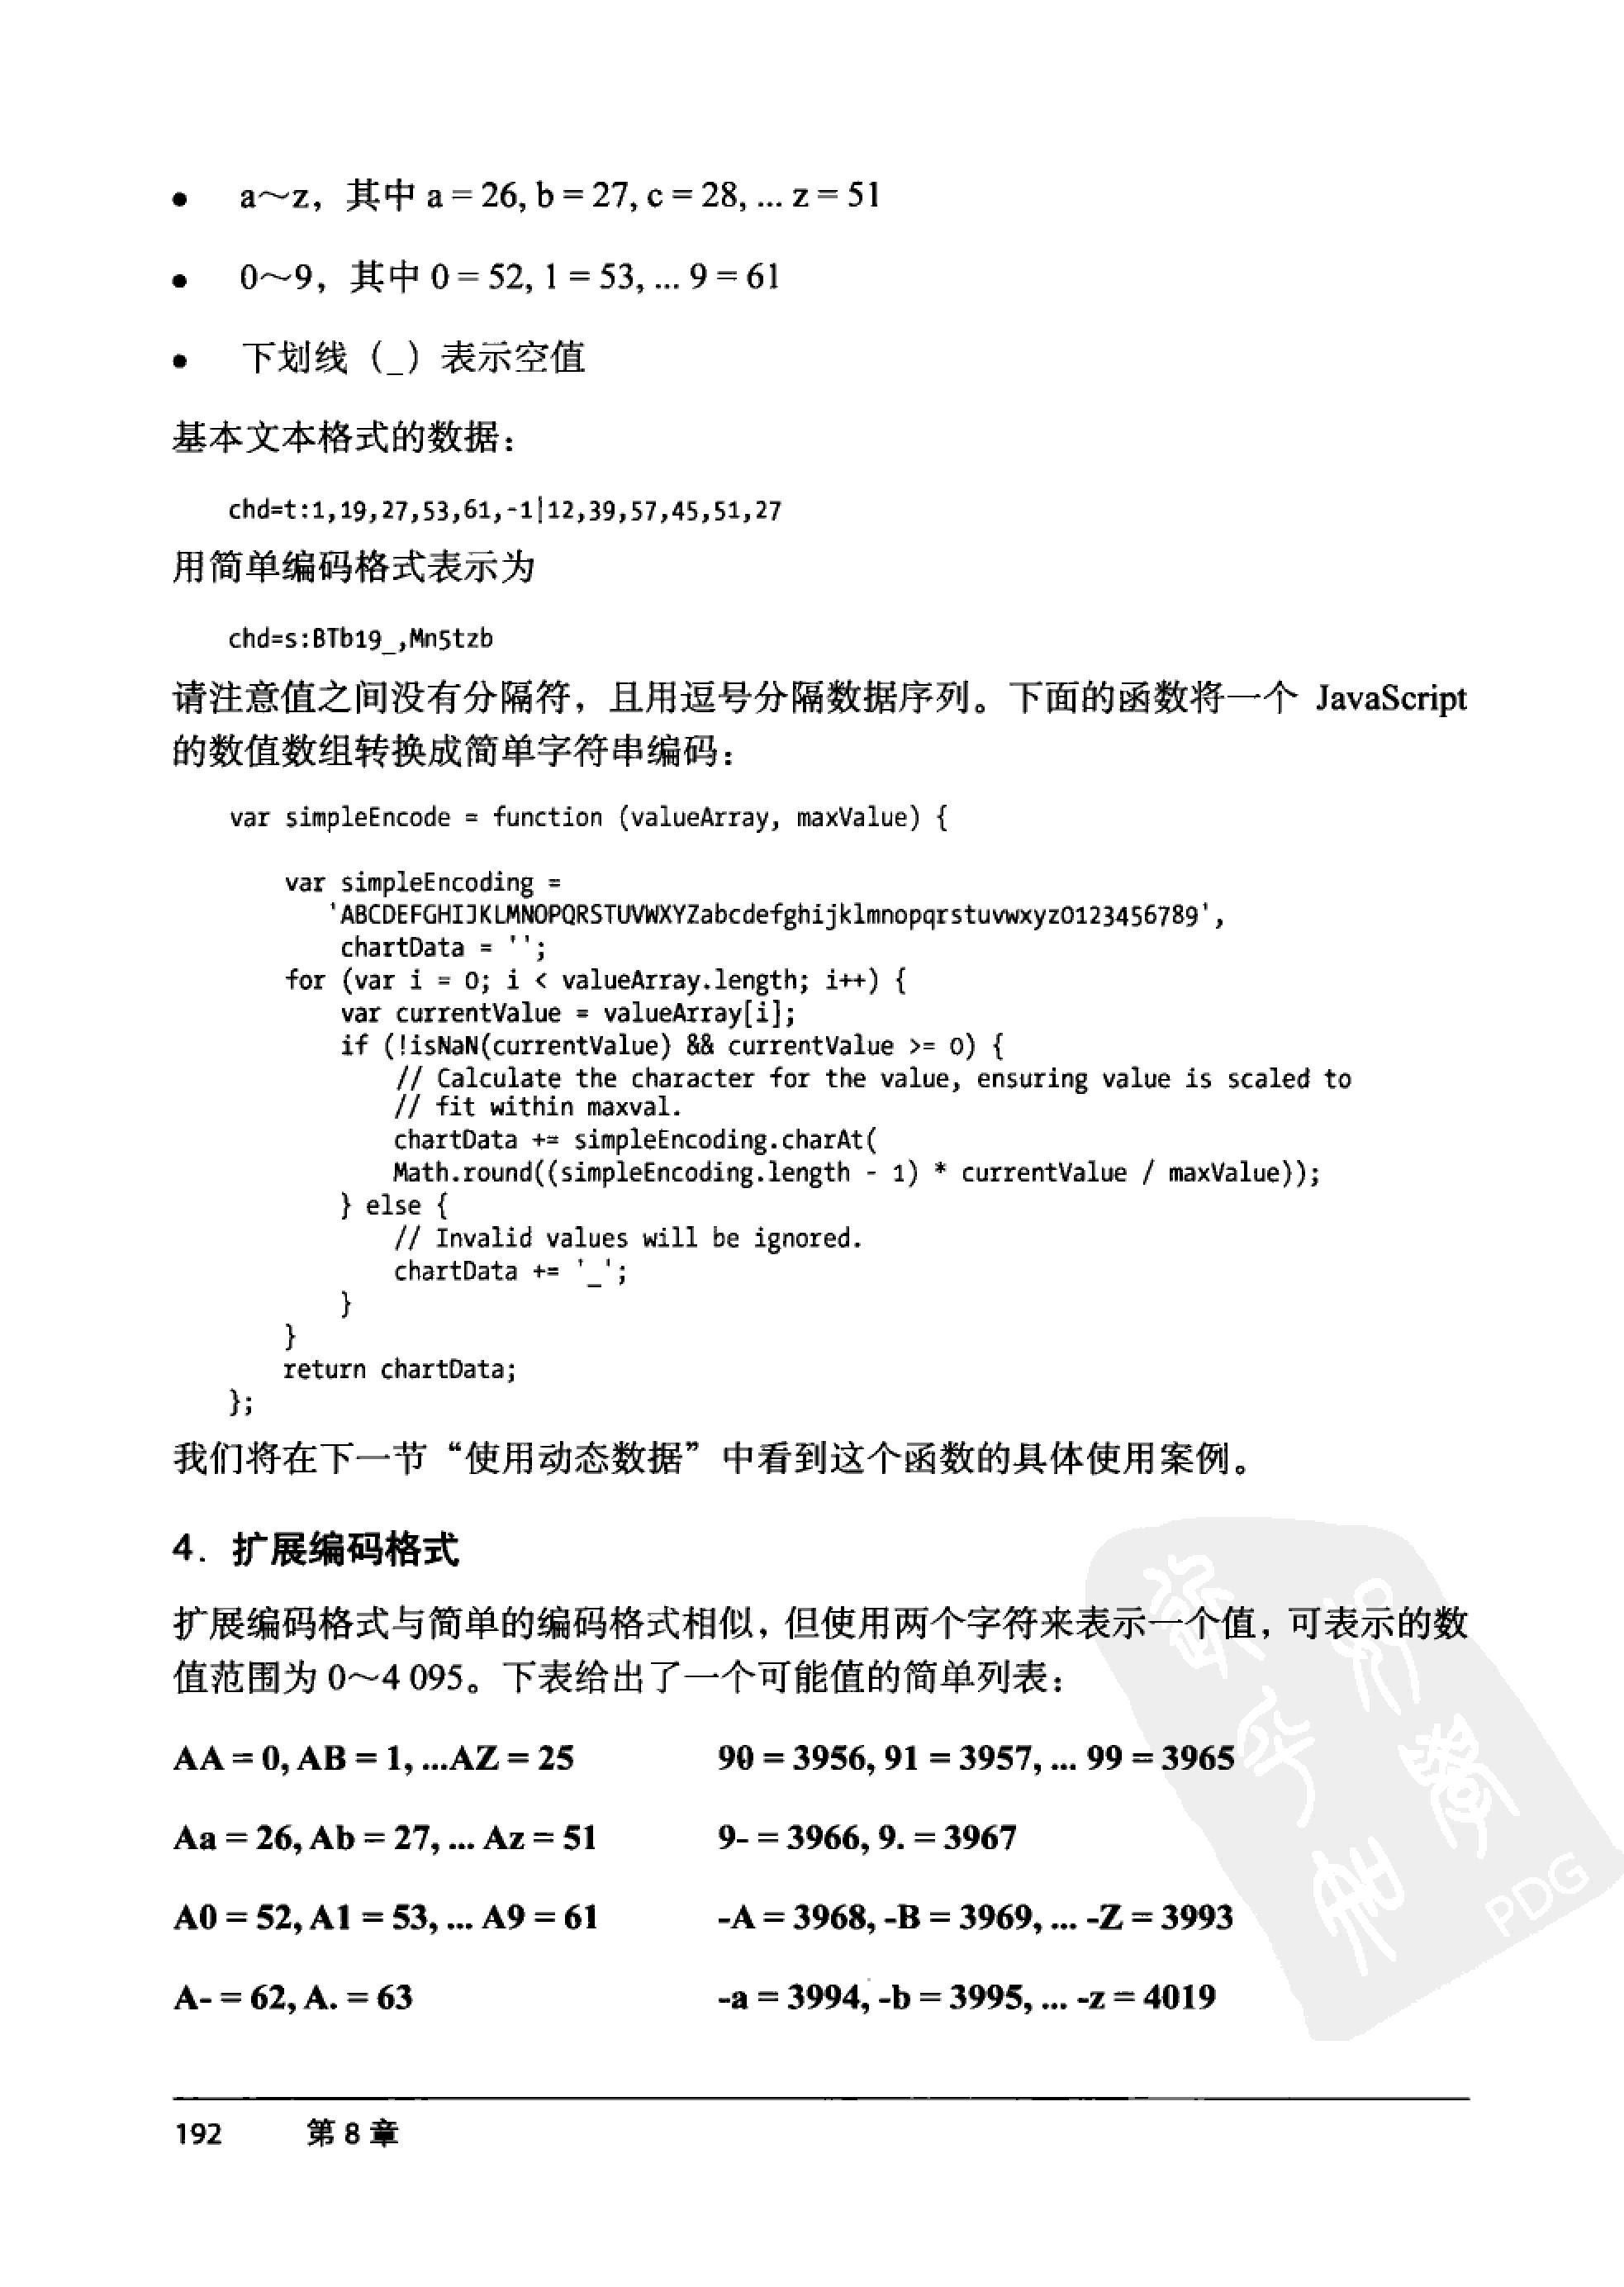 ● a～z，其中 a = 26, b = 27, c = 28, ... z = 51
● 0～9，其中 0 = 52, 1 = 53, ... 9 = 61
● 下划线（_）表示空值
基本文本格式的数据：
chd=t:1,19,27,53,61,-1|12,39,57,45,51,27
用简单编码格式表示为
chd=s:BTb19_,Mn5tzb
请注意值之间没有分隔符，且用逗号分隔数据序列。下面的函数将一个 JavaScript
的数值数组转换成简单字符串编码：
var simpleEncode = function (valueArray, maxValue) {
var simpleEncoding =
'ABCDEFGHIJKLMNOPQRSTUVWXYZabcdefghijklmnopqrstuvwxyz0123456789',
chartData = '';
for (var i = 0; i < valueArray.length; i++) {
var currentValue = valueArray[i];
if (!isNaN(currentValue) && currentValue >= 0) {
// Calculate the character for the value, ensuring value is scaled to
// fit within maxval.
chartData += simpleEncoding.charAt(
Math.round((simpleEncoding.length - 1) * currentValue / maxValue));
} else {
// Invalid values will be ignored.
chartData += '_';
}
}
return chartData;
};
我们将在下一节“使用动态数据”中看到这个函数的具体使用案例。
4．扩展编码格式
扩展编码格式与简单的编码格式相似，但使用两个字符来表示一个值，可表示的数
值范围为 0～4 095。下表给出了一个可能值的简单列表：
AA = 0, AB = 1, ...AZ = 25 90 = 3956, 91 = 3957, ... 99 = 3965
Aa = 26, Ab = 27, ... Az = 51 9- = 3966, 9. = 3967
A0 = 52, A1 = 53, ... A9 = 61 -A = 3968, -B = 3969, ... -Z = 3993
A- = 62, A. = 63 -a = 3994, -b = 3995, ... -z = 4019
PDG
192 第 8 章